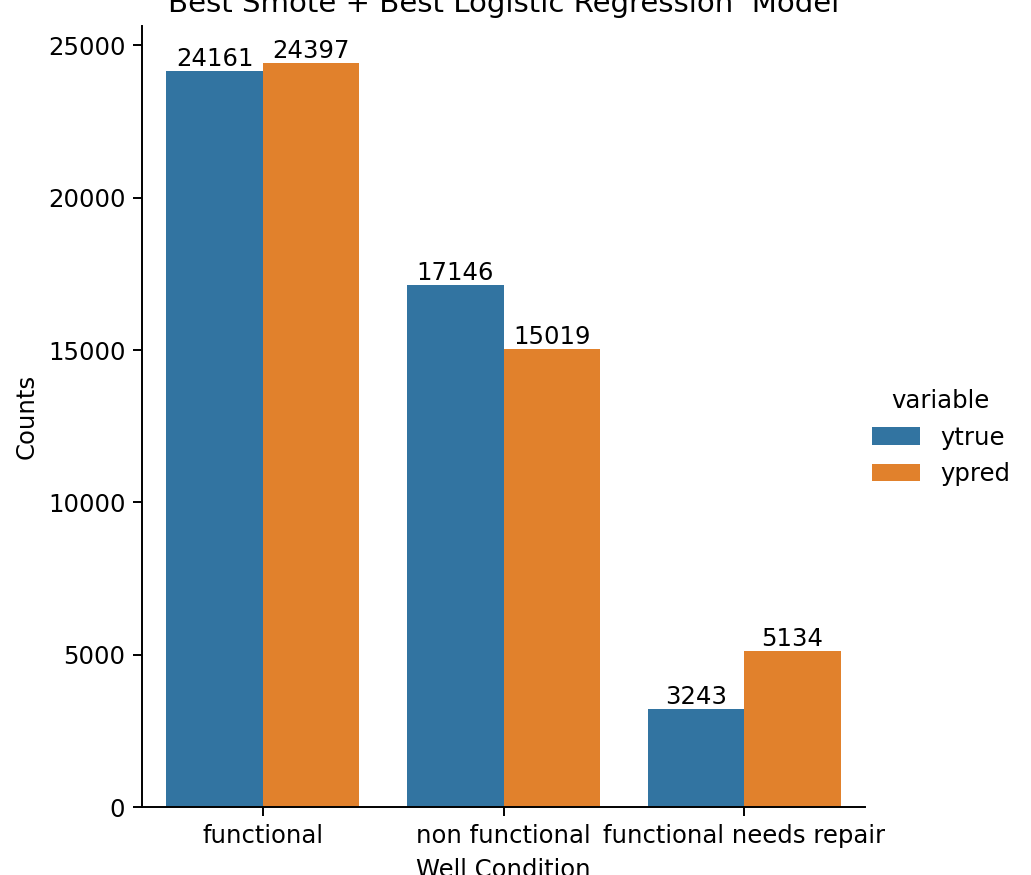 Best Smote + Best Logistic Regression  Model
25000
24161
24397
20000
17146
15019
15000
Counts
variable
ytrue
ypred
10000
5134
5000
3243
0
functional
non functional
functional needs repair
Well Condition